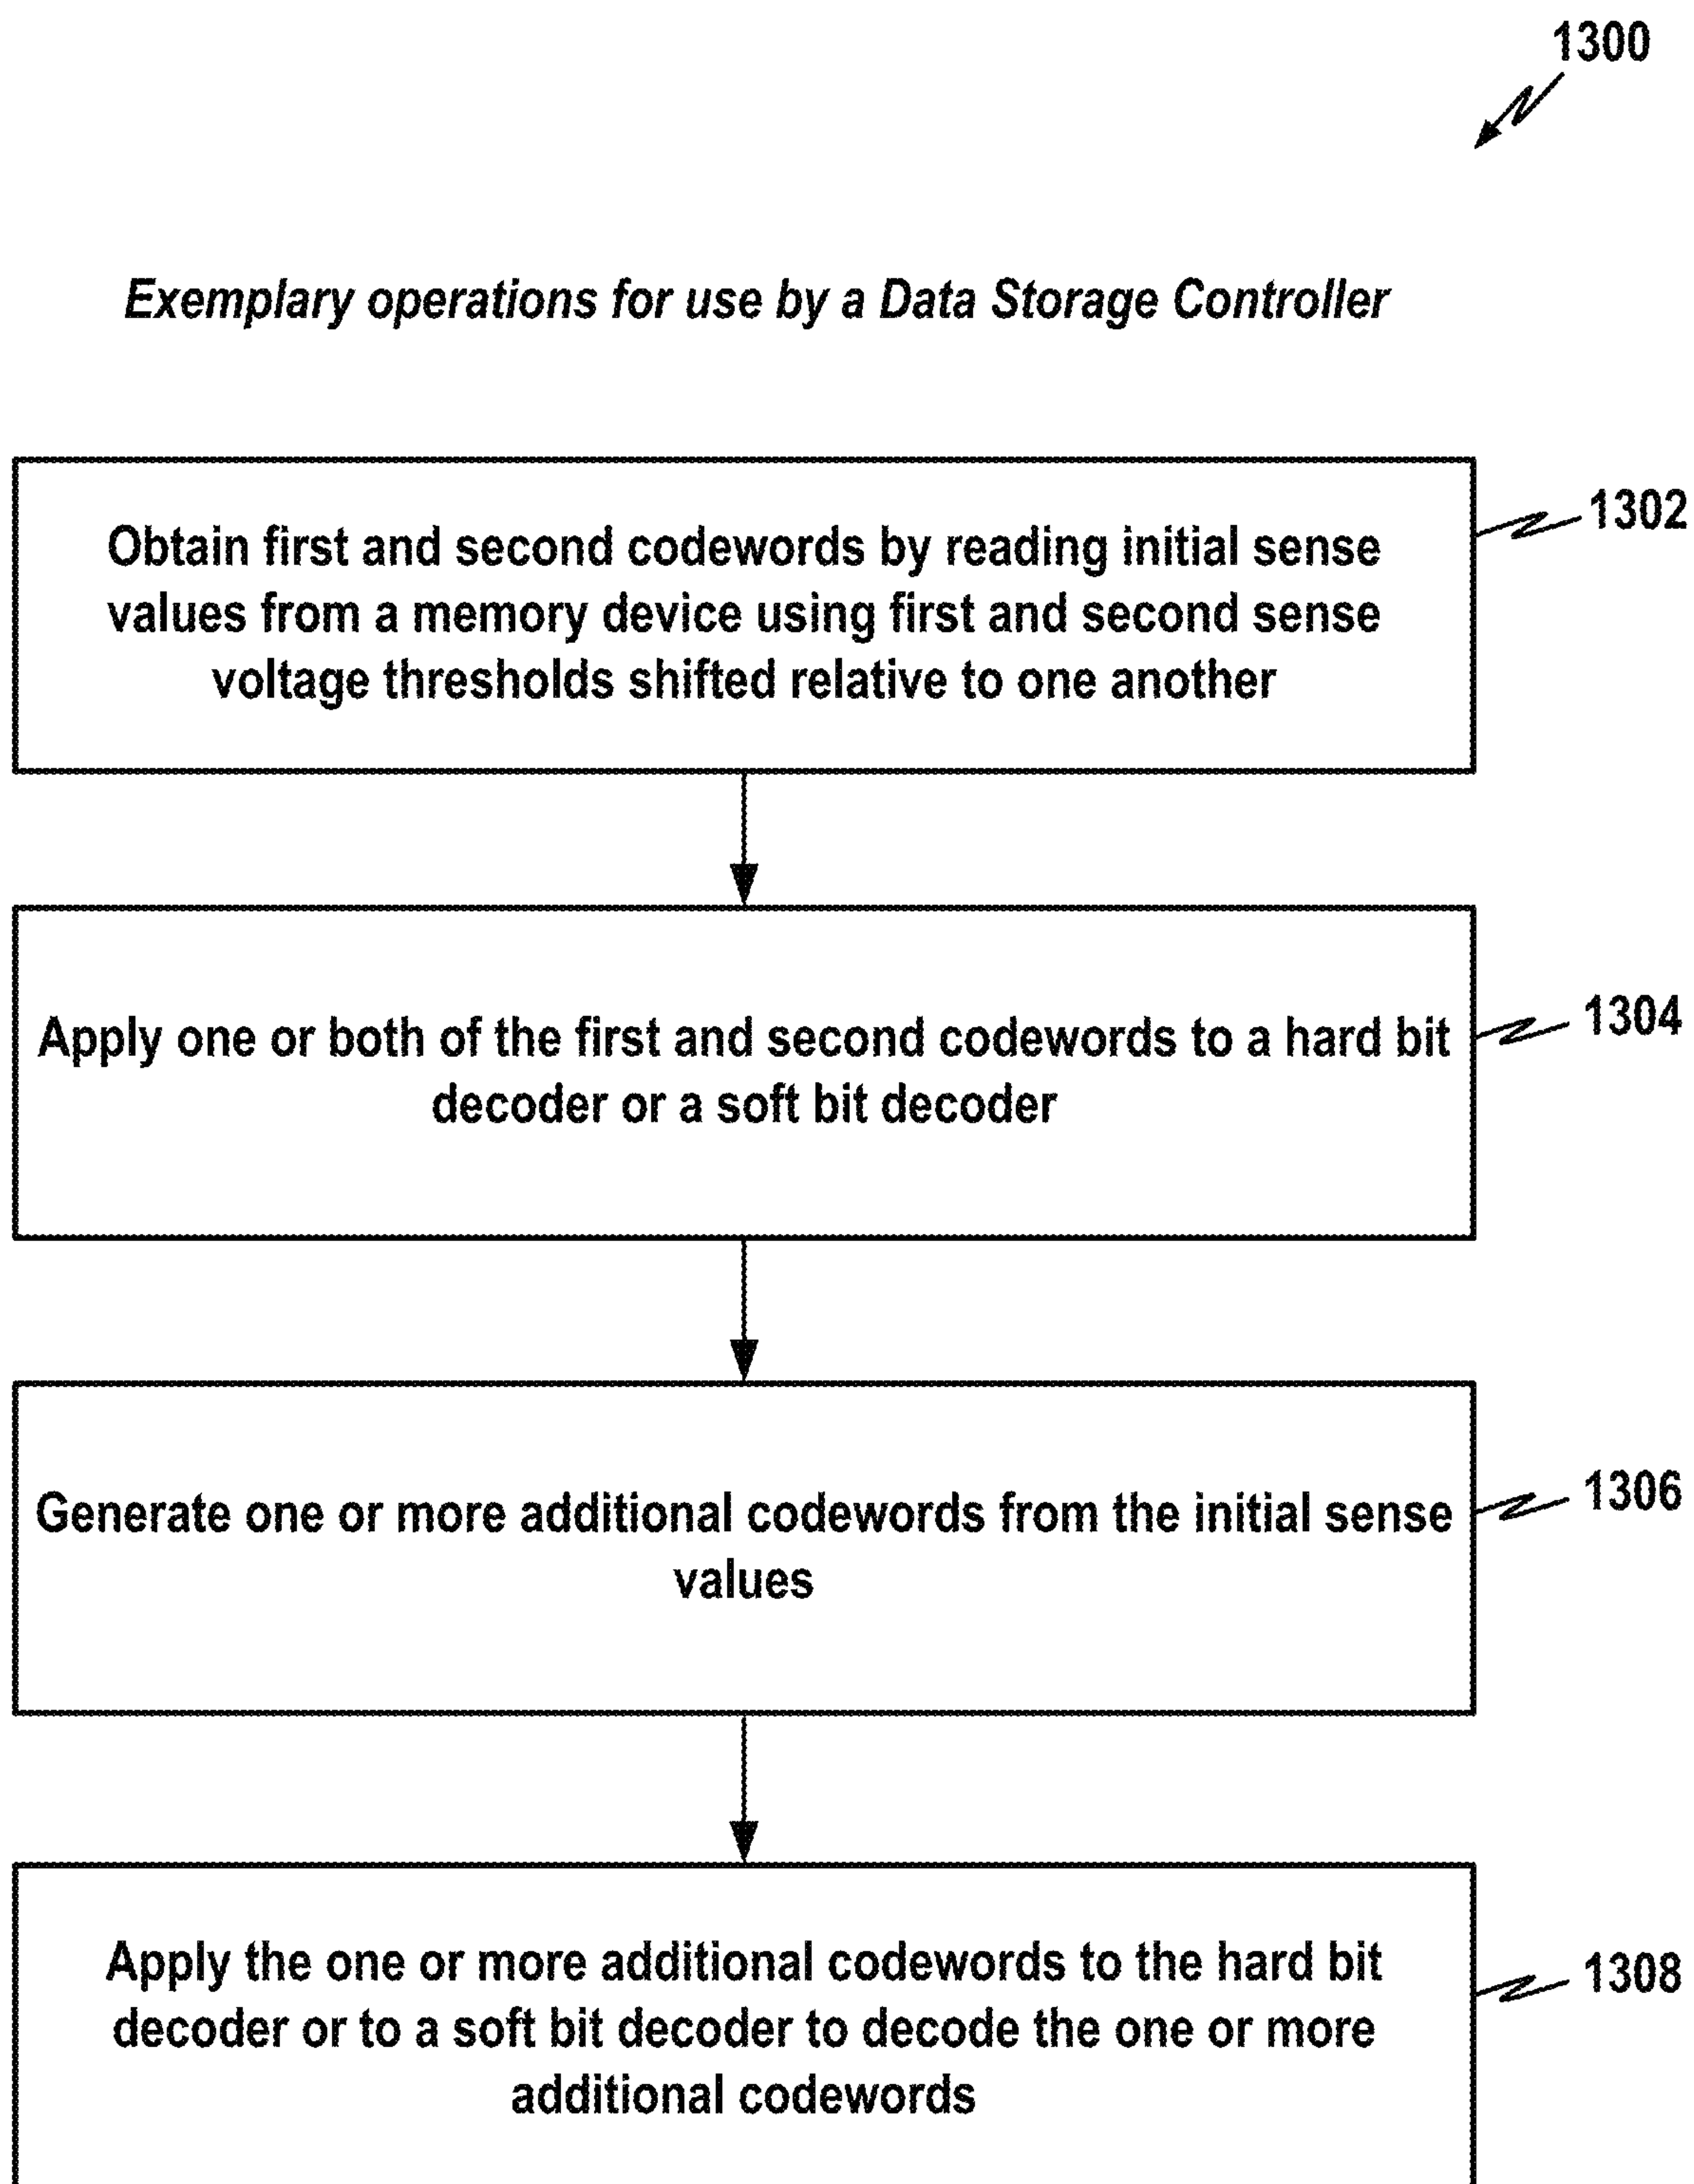 1300
Exemplary operations for use by a Data Storage Controller
Obtain first and second codewords by reading initial sense
values from a memory device using first and second sense
voltage thresholds shifted relative to one another
1302
Apply one or both of the first and second codewords to a hard bit
decoder or a soft bit decoder
1304
Generate one or more additional codewords from the initial sense
values
1306
Apply the one or more additional codewords to the hard bit
decoder or to a soft bit decoder to decode the one or more
additional codewords
1308